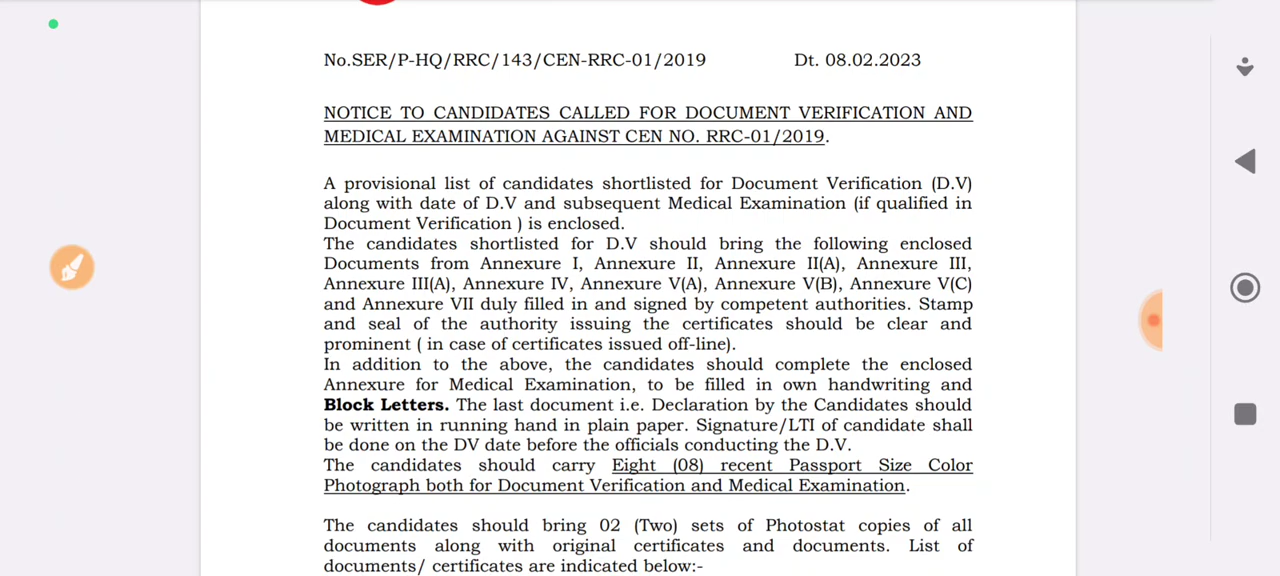 No.SER/P-HQ/RRC/143/CEN-RRC-01/2019 Dt. 08.02.2023
NOTICE TO CANDIDATES CALLED FOR DOCUMENT VERIFICATION AND
MEDICAL EXAMINATION AGAINST CEN NO. RRC-01/2019.
A provisional list of candidates shortlisted for Document Verification (D.V)
along with date of D.V and subsequent Medical Examination (if qualified in
Document Verification ) is enclosed.
The candidates shortlisted for D.V should bring the following enclosed
Documents from Annexure I, Annexure II, Annexure II(A), Annexure III,
Annexure III(A), Annexure IV, Annexure V(A), Annexure V(B), Annexure V(C)
and Annexure VII duly filled in and signed by competent authorities. Stamp
and seal of the authority issuing the certificates should be clear and
prominent ( in case of certificates issued off-line).
In addition to the above, the candidates should complete the enclosed
Annexure for Medical Examination, to be filled in own handwriting and
Block Letters. The last document i.e. Declaration by the Candidates should
be written in running hand in plain paper. Signature/LTI of candidate shall
be done on the DV date before the officials conducting the D.V.
The candidates should carry Eight (08) recent Passport Size Color
Photograph both for Document Verification and Medical Examination.
The candidates should bring 02 (Two) sets of Photostat copies of all
documents along with original certificates and documents. List of
documents/ certificates are indicated below:-